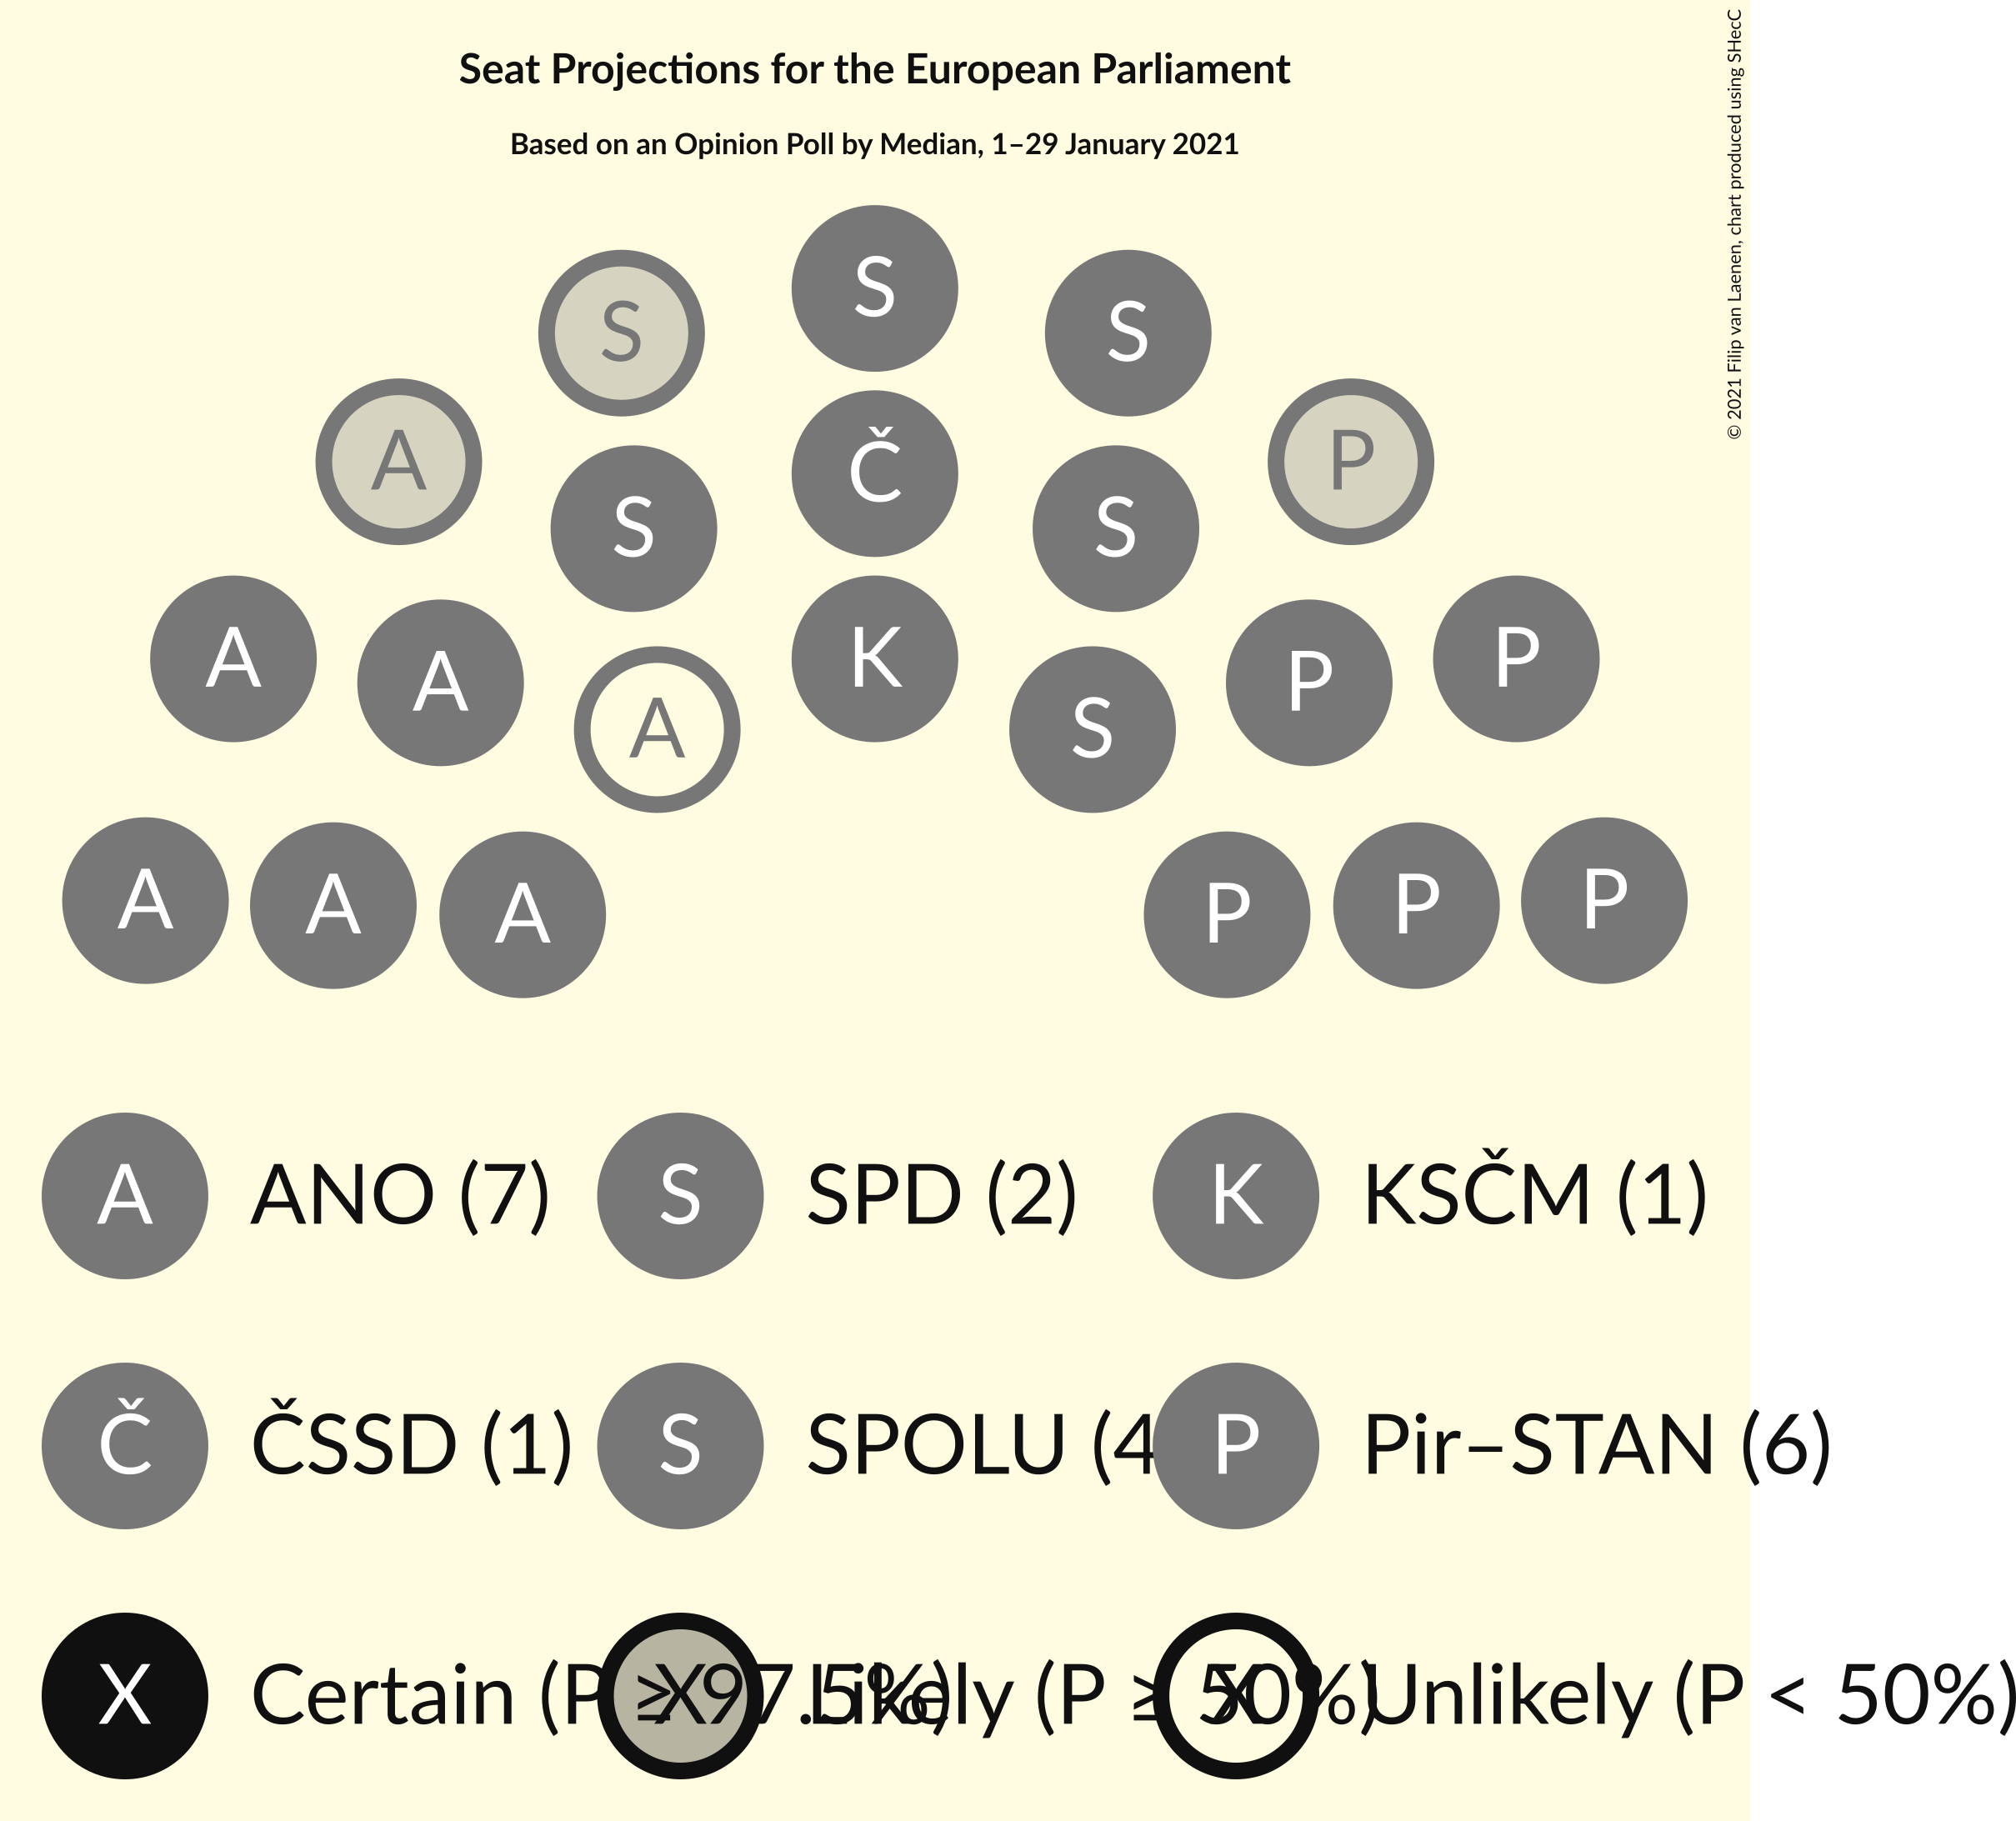 Seat Projections for the European Parliament
Based on an Opinion Poll by Median, 1–29 January 2021
© 2021 Filip van Laenen, chart produced using SHecC
S
S S
A Č P
S S
A K P
A P
A S
A A A P P P
A ANO (7) S SPD (2) K KSČM (1)
Č ČSSD (1) S SPOLU (4 P Pir–STAN (6)
X Certain (P ≥ 97.5%) X Likely (P ≥ 50%) X Unlikely (P < 50%)